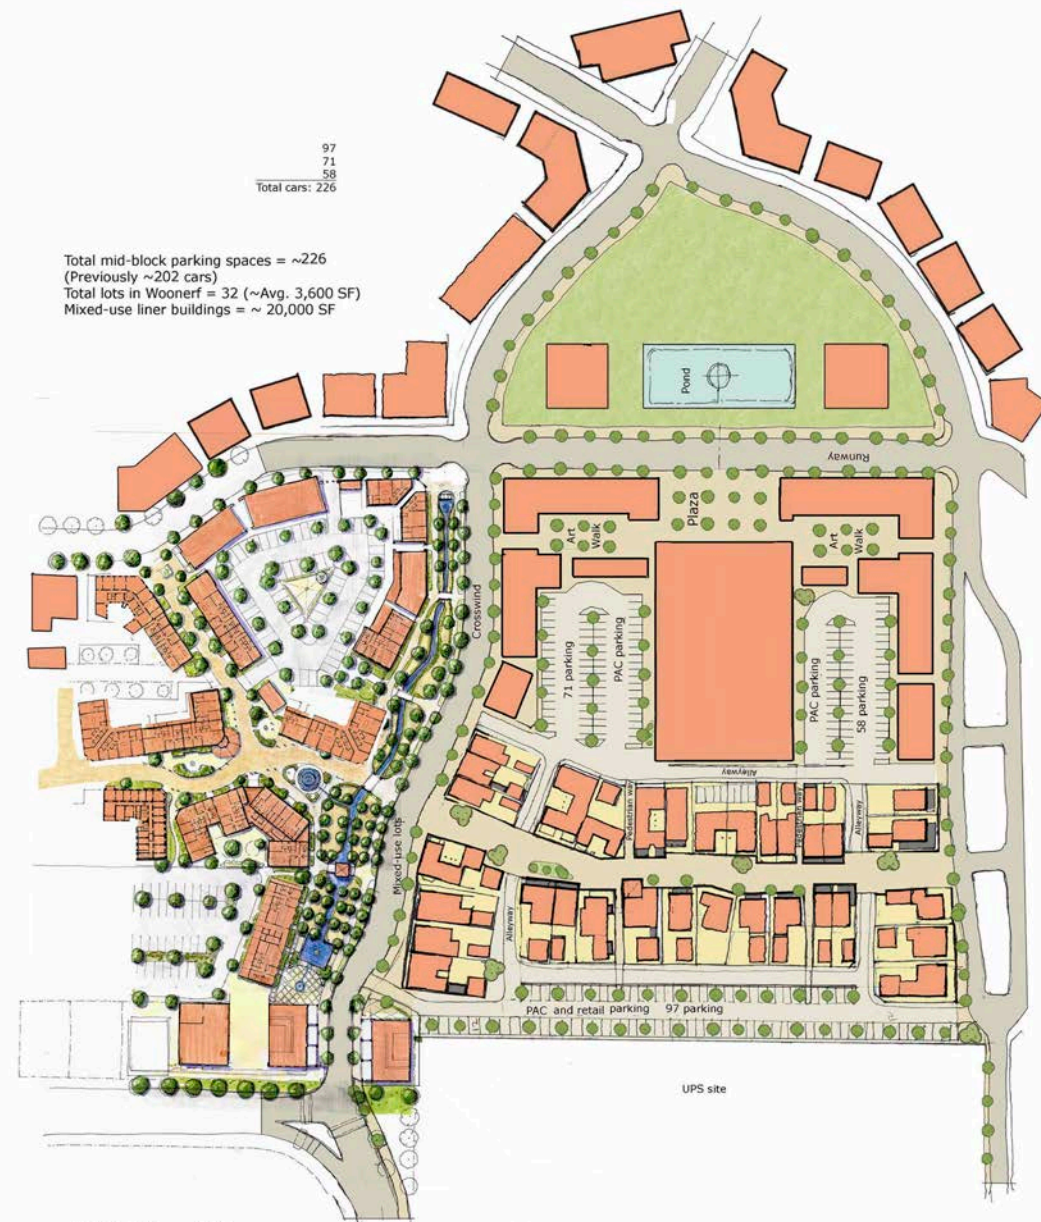 97
71
58
Total cars: 226
Total mid-block parking spaces = ~226
(Previously ~202 cars)
Total lots in Woonerf = 32 (~Avg. 3,600 SF)
Mixed-use liner buildings = ~ 20,000 SF
Pond
Runway
Plaza
Art
Walk
Art
Walk
Crosswind
71 parking
PAC parking
PAC parking
58 parking
Alleyway
Pedestrian way
Pedestrian way
Alleyway
Mixed-use lots
Alleyway
PAC and retail parking 97 parking
12'
12'
UPS site